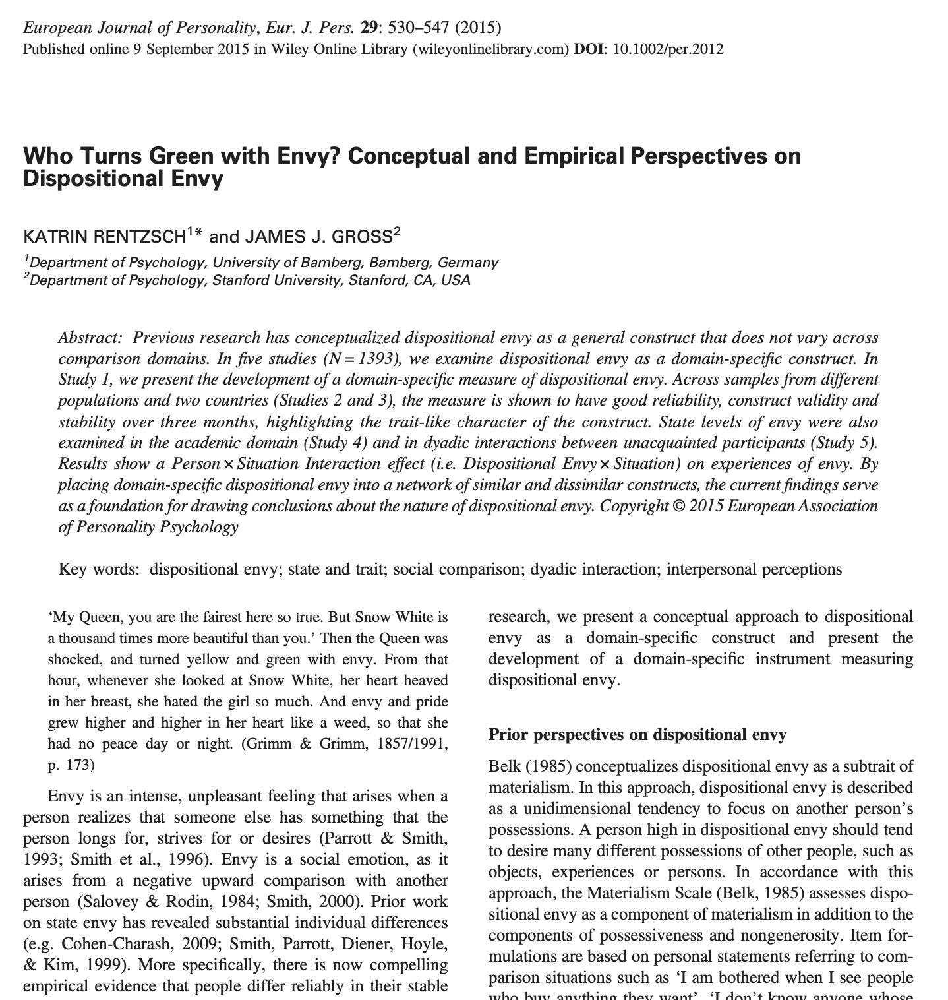 European Journal of Personality, Eur. J. Pers. 29: 530–547 (2015)
Published online 9 September 2015 in Wiley Online Library (wileyonlinelibrary.com) DOI: 10.1002/per.2012
Who Turns Green with Envy? Conceptual and Empirical Perspectives on
Dispositional Envy
KATRIN RENTZSCH¹* and JAMES J. GROSS²
¹Department of Psychology, University of Bamberg, Bamberg, Germany
²Department of Psychology, Stanford University, Stanford, CA, USA
Abstract: Previous research has conceptualized dispositional envy as a general construct that does not vary across
comparison domains. In five studies (N = 1393), we examine dispositional envy as a domain-specific construct. In
Study 1, we present the development of a domain-specific measure of dispositional envy. Across samples from different
populations and two countries (Studies 2 and 3), the measure is shown to have good reliability, construct validity and
stability over three months, highlighting the trait-like character of the construct. State levels of envy were also
examined in the academic domain (Study 4) and in dyadic interactions between unacquainted participants (Study 5).
Results show a Person × Situation Interaction effect (i.e. Dispositional Envy × Situation) on experiences of envy. By
placing domain-specific dispositional envy into a network of similar and dissimilar constructs, the current findings serve
as a foundation for drawing conclusions about the nature of dispositional envy. Copyright © 2015 European Association
of Personality Psychology
Key words: dispositional envy; state and trait; social comparison; dyadic interaction; interpersonal perceptions
‘My Queen, you are the fairest here so true. But Snow White is
a thousand times more beautiful than you.’ Then the Queen was
shocked, and turned yellow and green with envy. From that
hour, whenever she looked at Snow White, her heart heaved
in her breast, she hated the girl so much. And envy and pride
grew higher and higher in her heart like a weed, so that she
had no peace day or night. (Grimm & Grimm, 1857/1991,
p. 173)
Envy is an intense, unpleasant feeling that arises when a
person realizes that someone else has something that the
person longs for, strives for or desires (Parrott & Smith,
1993; Smith et al., 1996). Envy is a social emotion, as it
arises from a negative upward comparison with another
person (Salovey & Rodin, 1984; Smith, 2000). Prior work
on state envy has revealed substantial individual differences
(e.g. Cohen-Charash, 2009; Smith, Parrott, Diener, Hoyle,
& Kim, 1999). More specifically, there is now compelling
empirical evidence that people differ reliably in their stable
research, we present a conceptual approach to dispositional
envy as a domain-specific construct and present the
development of a domain-specific instrument measuring
dispositional envy.
Prior perspectives on dispositional envy
Belk (1985) conceptualizes dispositional envy as a subtrait of
materialism. In this approach, dispositional envy is described
as a unidimensional tendency to focus on another person’s
possessions. A person high in dispositional envy should tend
to desire many different possessions of other people, such as
objects, experiences or persons. In accordance with this
approach, the Materialism Scale (Belk, 1985) assesses dispo-
sitional envy as a component of materialism in addition to the
components of possessiveness and nongenerosity. Item for-
mulations are based on personal statements referring to com-
parison situations such as ‘I am bothered when I see people
who buy anything they want’, ‘I don’t know anyone whose